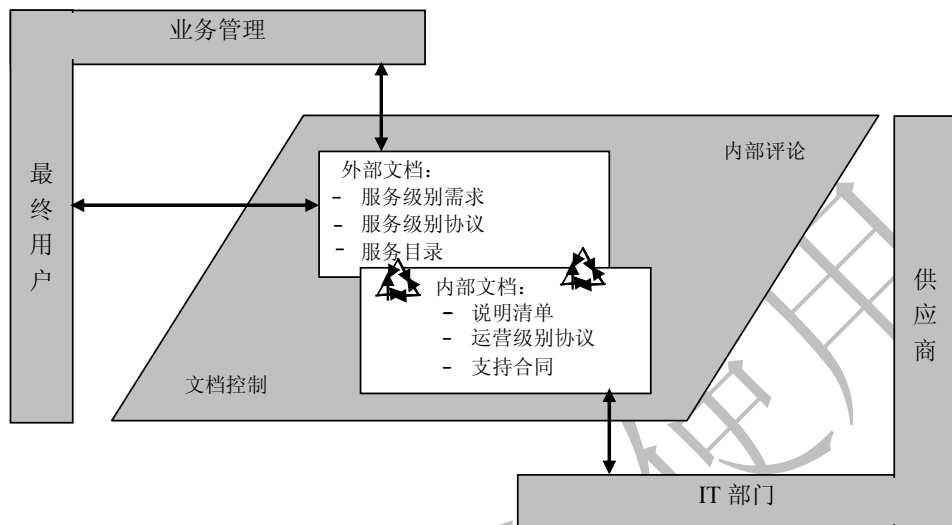 业务管理
最终用户
内部评论
外部文档：
- 服务级别需求
- 服务级别协议
- 服务目录
内部文档：
- 说明清单
- 运营级别协议
- 支持合同
文档控制
供应商
IT 部门
使用